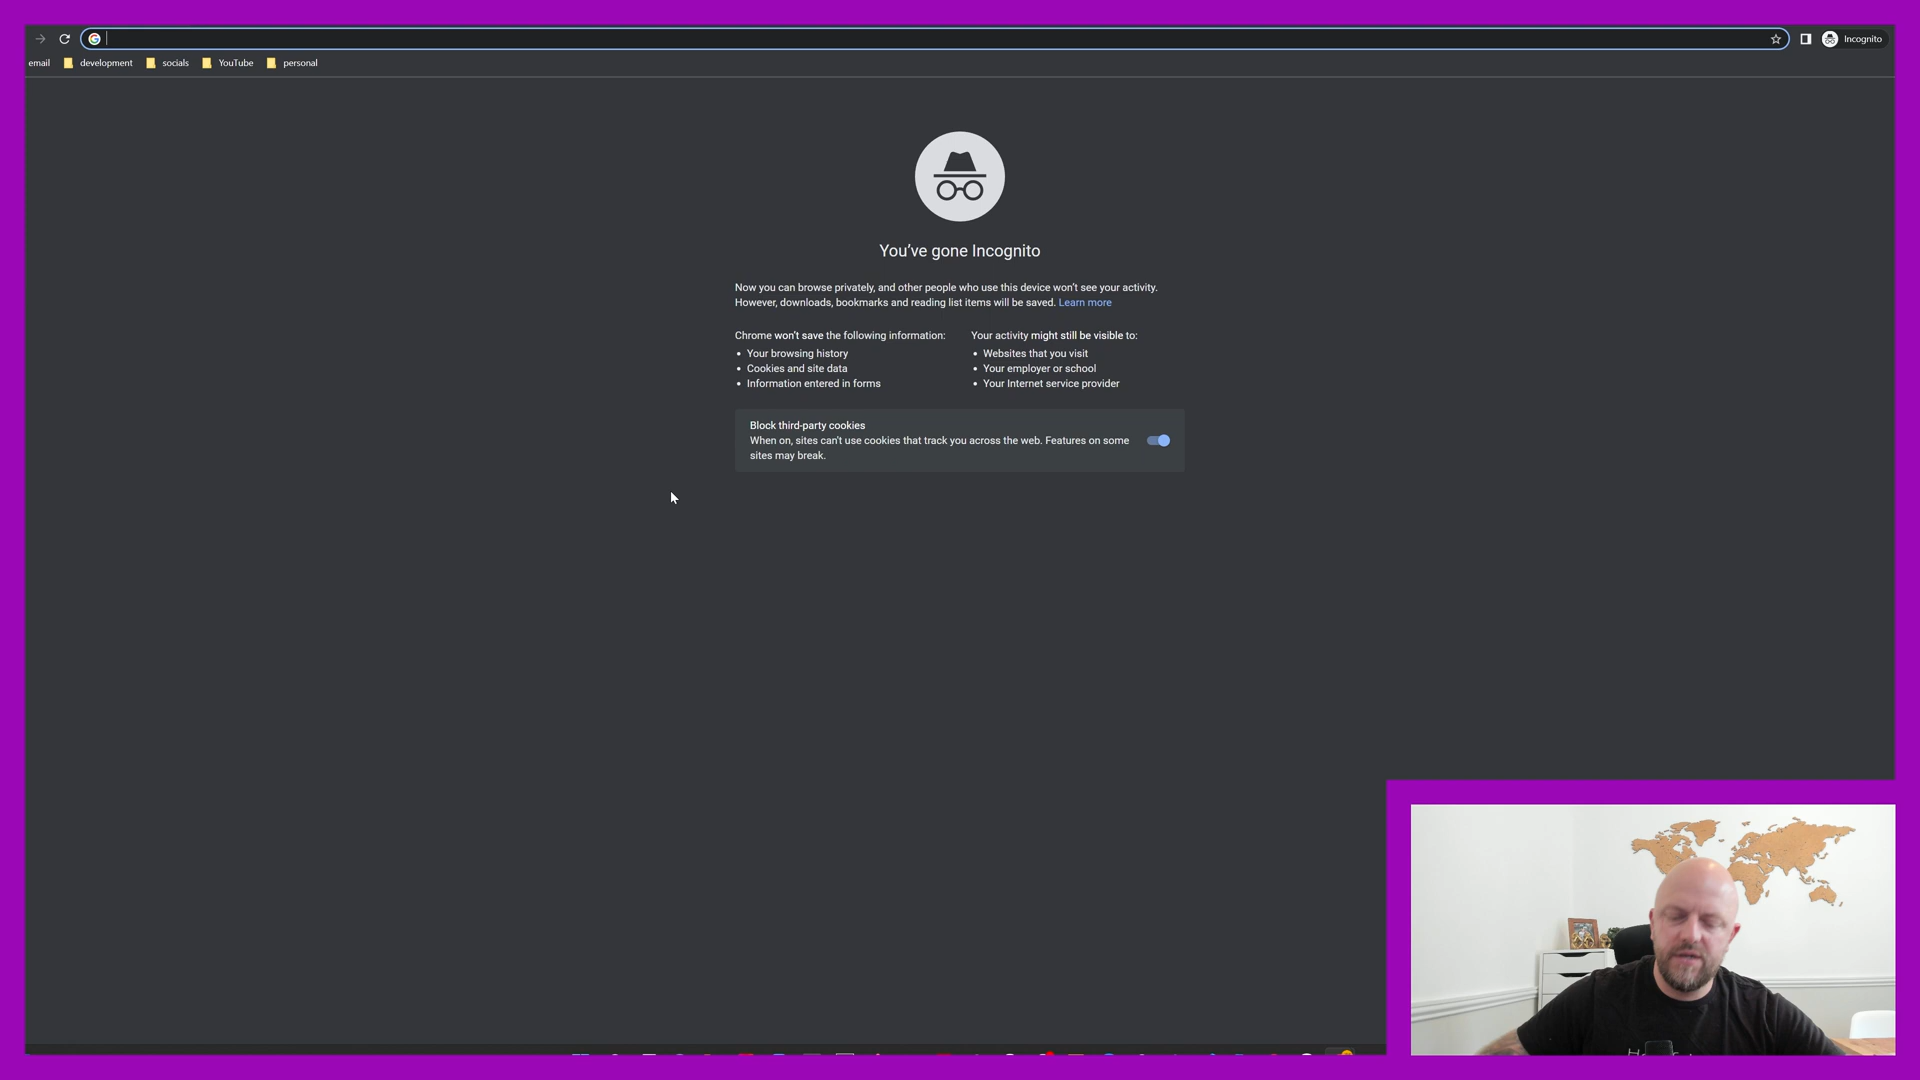 Incognito
email development socials YouTube personal
You've gone Incognito
Now you can browse privately, and other people who use this device won't see your activity.
However, downloads, bookmarks and reading list items will be saved. Learn more
Chrome won't save the following information:
Your browsing history
Cookies and site data
Information entered in forms
Your activity might still be visible to:
Websites that you visit
Your employer or school
Your Internet service provider
Block third-party cookies
When on, sites can't use cookies that track you across the web. Features on some
sites may break.